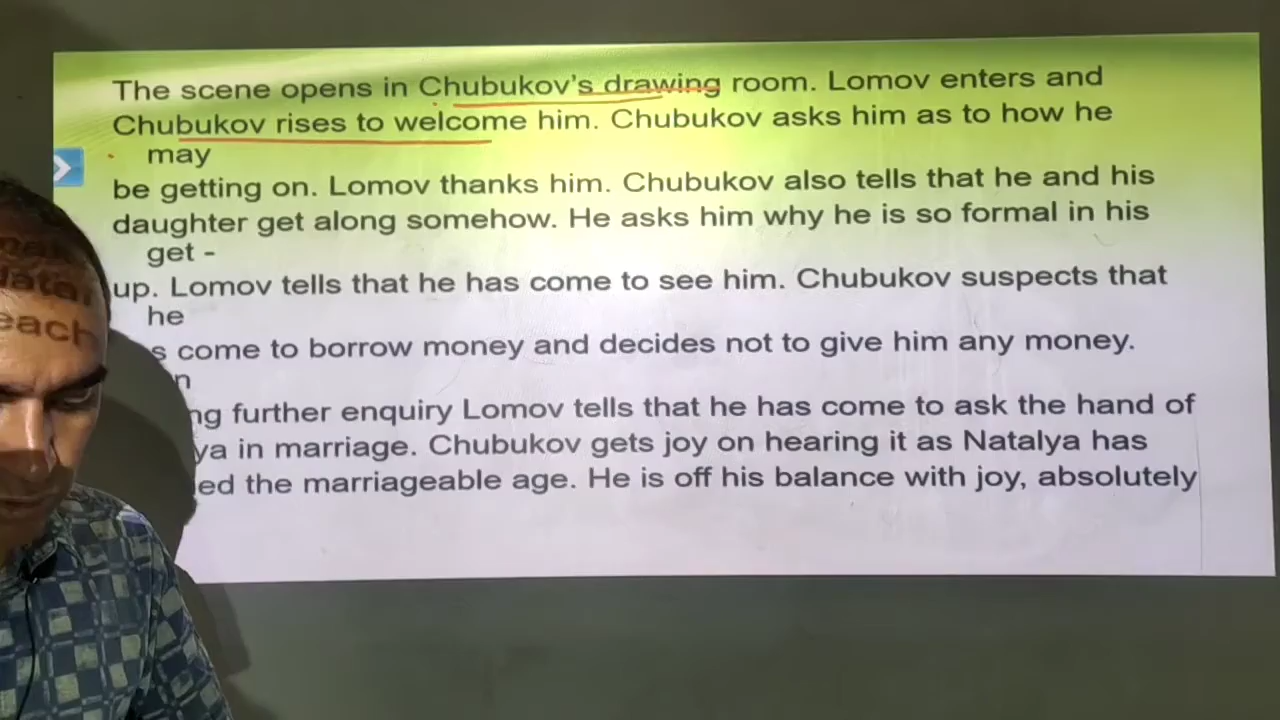 The scene opens in Chubukov's drawing room. Lomov enters and
Chubukov rises to welcome him. Chubukov asks him as to how he
may
be getting on. Lomov thanks him. Chubukov also tells that he and his
daughter get along somehow. He asks him why he is so formal in his
get -
up. Lomov tells that he has come to see him. Chubukov suspects that
he
s come to borrow money and decides not to give him any money.
n
ng further enquiry Lomov tells that he has come to ask the hand of
ya in marriage. Chubukov gets joy on hearing it as Natalya has
ed the marriageable age. He is off his balance with joy, absolutely